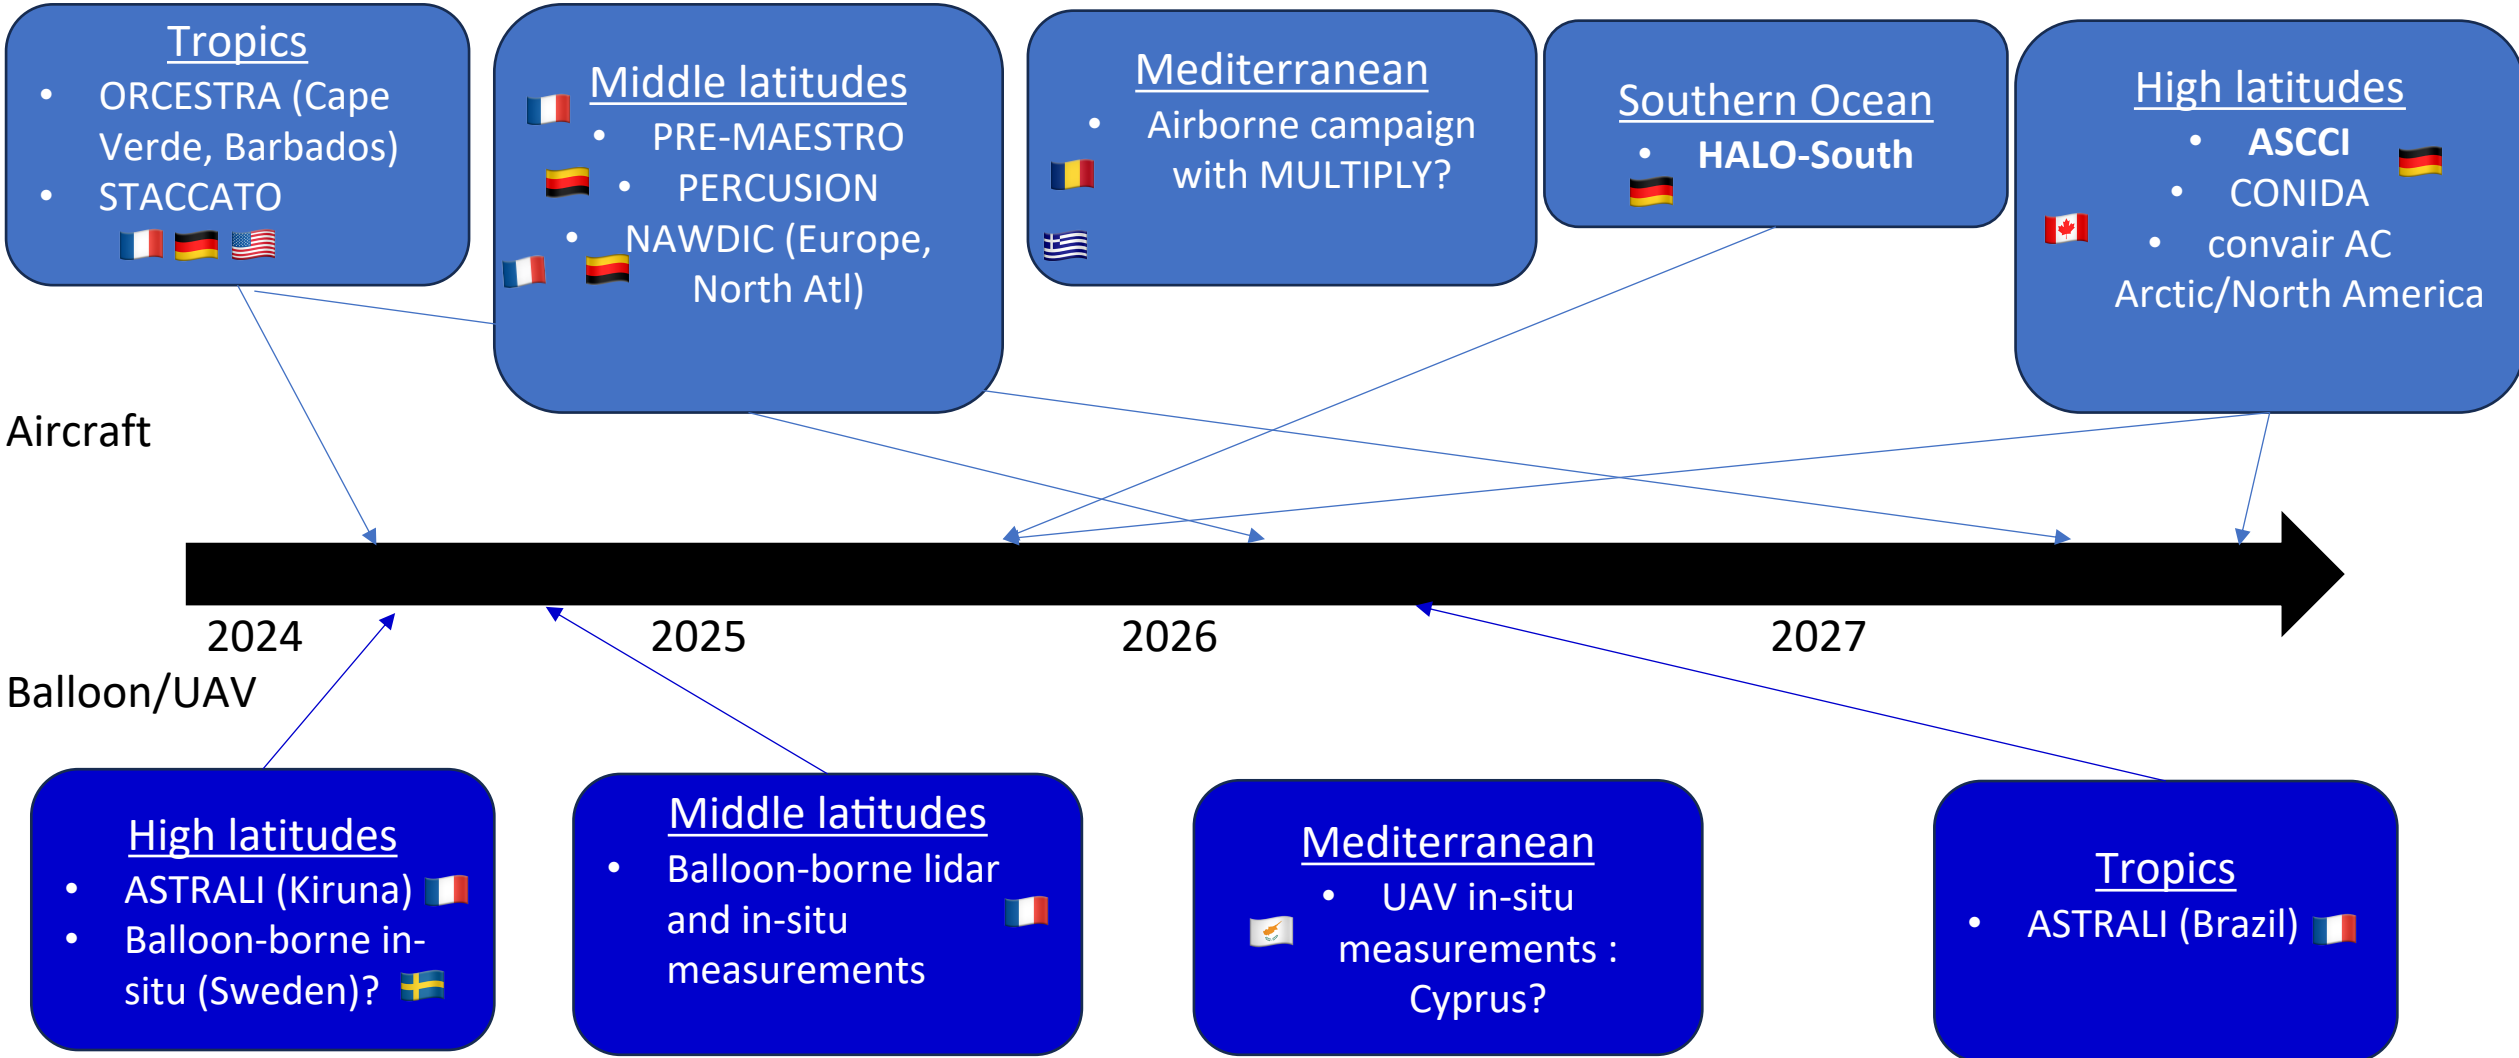 Tropics
• ORCESTRA (Cape
Verde, Barbados)
• STACCATO
Middle latitudes
• PRE-MAESTRO
• PERCUSION
• NAWDIC (Europe,
North Atl)
Mediterranean
• Airborne campaign
with MULTIPLY?
Southern Ocean
• HALO-South
High latitudes
• ASCCI
• CONIDA
• convair AC
Arctic/North America
Aircraft
2024
2025
2026
2027
Balloon/UAV
High latitudes
• ASTRALI (Kiruna)
• Balloon-borne in-
situ (Sweden)?
Middle latitudes
• Balloon-borne lidar
and in-situ
measurements
Mediterranean
• UAV in-situ
measurements :
Cyprus?
Tropics
• ASTRALI (Brazil)